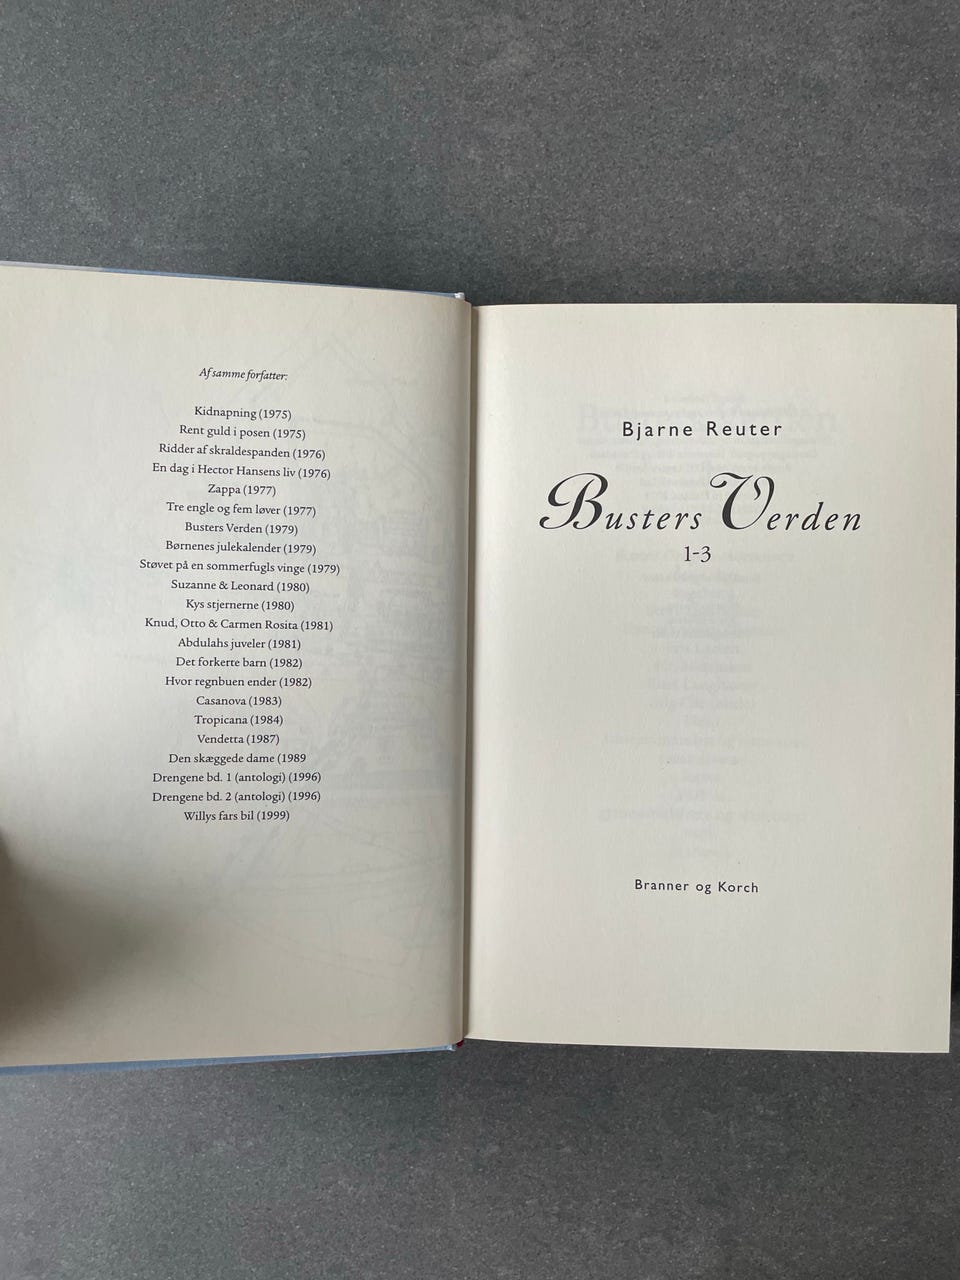 Af samme forfatter:
Kidnapning (1975)
Rent guld i posen (1975)
Ridder af skraldespanden (1976)
En dag i Hector Hansens liv (1976)
Zappa (1977)
Tre engle og fem løver (1977)
Busters Verden (1979)
Børnenes julekalender (1979)
Støvet på en sommerfugls vinge (1979)
Suzanne & Leonard (1980)
Kys stjernerne (1980)
Knud, Otto & Carmen Rosita (1981)
Abdulahs juveler (1981)
Det forkerte barn (1982)
Hvor regnbuen ender (1982)
Casanova (1983)
Tropicana (1984)
Vendetta (1987)
Den skæggede dame (1989
Drengene bd. 1 (antologi) (1996)
Drengene bd. 2 (antologi) (1996)
Willys fars bil (1999)
Bjarne Reuter
Busters Verden
1-3
Branner og Korch